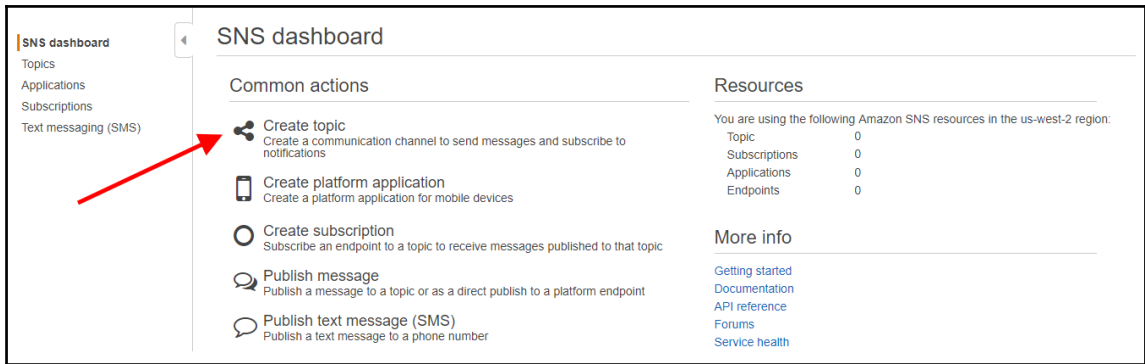 SNS dashboard
Topics
Applications
Subscriptions
Text messaging (SMS)
SNS dashboard
Common actions
Create topic
Create a communication channel to send messages and subscribe to
notifications
Create platform application
Create a platform application for mobile devices
Create subscription
Subscribe an endpoint to a topic to receive messages published to that topic
Publish message
Publish a message to a topic or as a direct publish to a platform endpoint
Publish text message (SMS)
Publish a text message to a phone number
Resources
You are using the following Amazon SNS resources in the us-west-2 region:
Topic 0
Subscriptions 0
Applications 0
Endpoints 0
More info
Getting started
Documentation
API reference
Forums
Service health